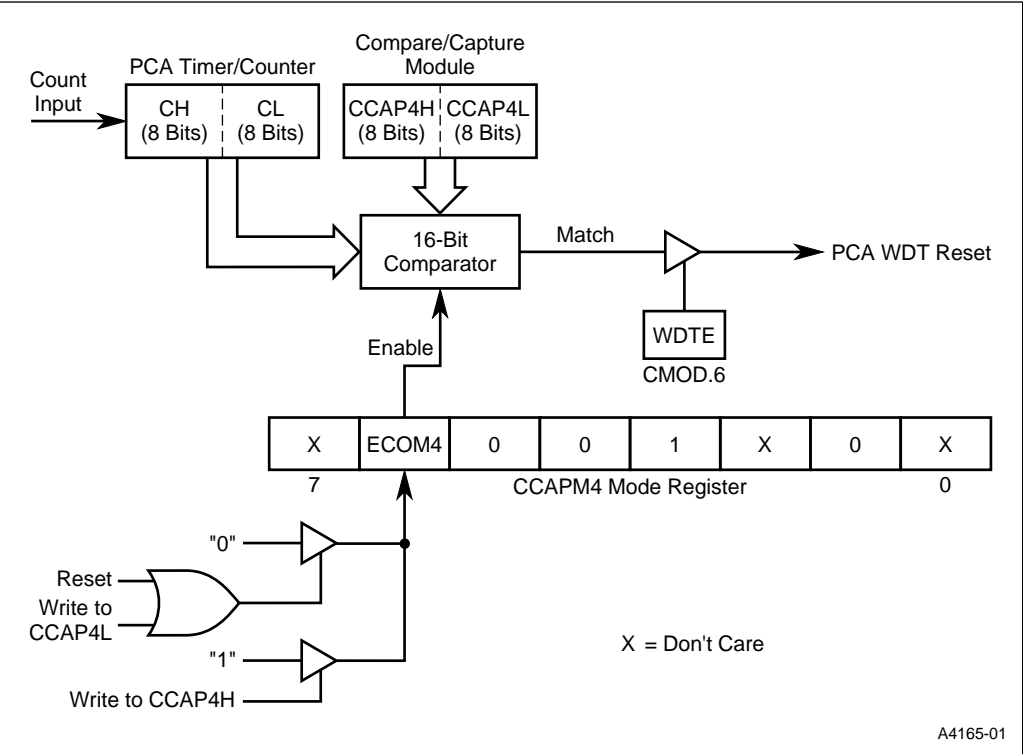 Compare/Capture
Module
PCA Timer/Counter
Count
Input
CH
(8 Bits)
CL
(8 Bits)
CCAP4H
(8 Bits)
CCAP4L
(8 Bits)
16-Bit
Comparator
Match
PCA WDT Reset
WDTE
CMOD.6
Enable
X ECOM4 0 0 1 X 0 X
7 CCAPM4 Mode Register 0
"0"
Reset
Write to
CCAP4L
"1"
Write to CCAP4H
X = Don't Care
A4165-01